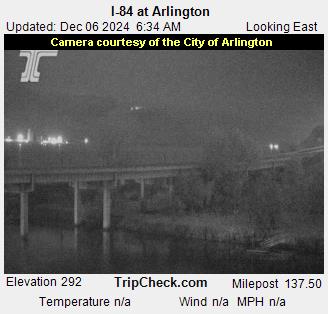 I-84 at Arlington
Updated: Dec 06 2024 6:34 AM Looking East
Camera courtesy of the City of Arlington
Elevation 292 TripCheck.com Milepost 137.50
Temperature n/a Wind n/a MPH n/a